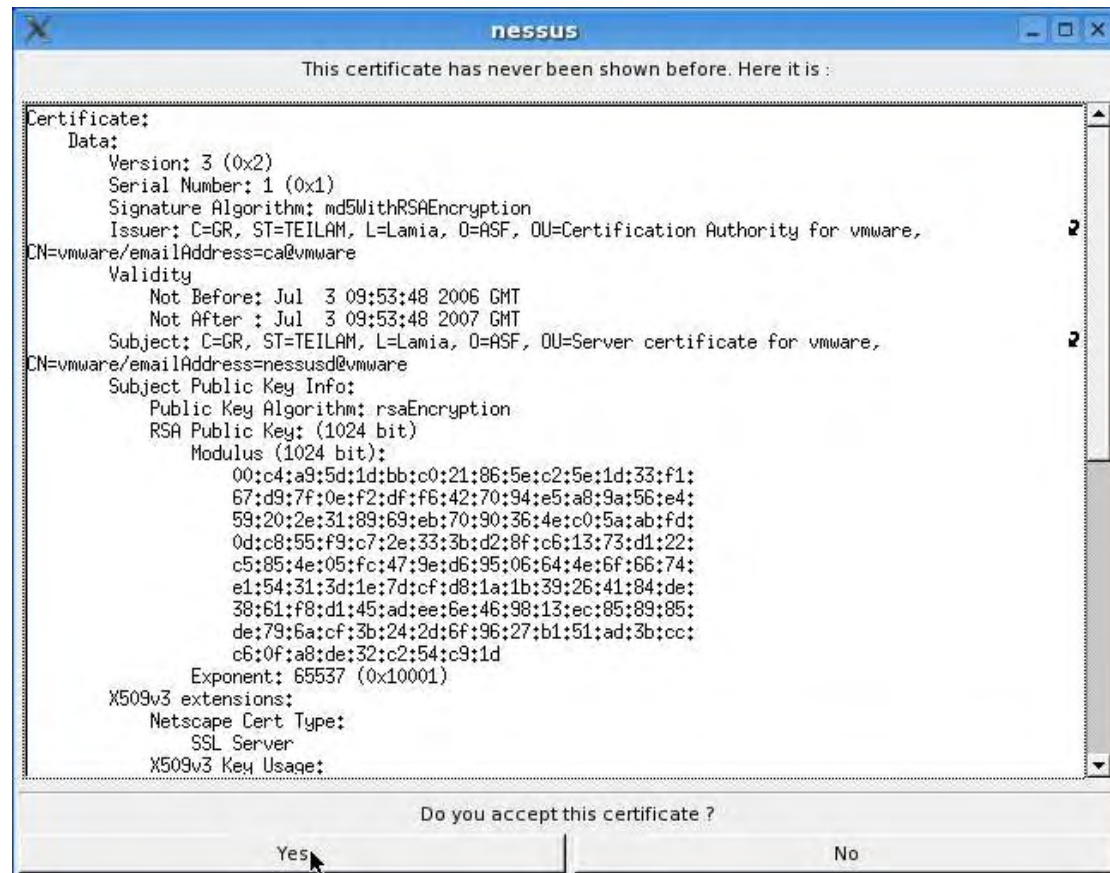 nessus
This certificate has never been shown before. Here it is :
Certificate:
Data:
Version: 3 (0x2)
Serial Number: 1 (0x1)
Signature Algorithm: md5WithRSAEncryption
Issuer: C=GR, ST=TEILAM, L=Lamia, O=ASF, OU=Certification Authority for vmware,
CN=vmware/emailAddress=ca@vmware
Validity
Not Before: Jul  3 09:53:48 2006 GMT
Not After : Jul  3 09:53:48 2007 GMT
Subject: C=GR, ST=TEILAM, L=Lamia, O=ASF, OU=Server certificate for vmware,
CN=vmware/emailAddress=nessusd@vmware
Subject Public Key Info:
Public Key Algorithm: rsaEncryption
RSA Public Key: (1024 bit)
Modulus (1024 bit):
00:c4:a9:5d:1d:bb:c0:21:86:5e:c2:5e:1d:33:f1:
67:d9:7f:0e:f2:df:f6:42:70:94:e5:a8:9a:56:e4:
59:20:2e:31:89:69:eb:70:90:36:4e:c0:5a:ab:fd:
0d:c8:55:f9:c7:2e:33:3b:d2:8f:c6:13:73:d1:22:
c5:85:4e:05:fc:47:9e:d6:95:06:64:4e:6f:66:74:
e1:54:31:3d:1e:7d:cf:d8:1a:1b:39:26:41:84:de:
38:61:f8:d1:45:ad:ee:6e:46:98:13:ec:85:89:85:
de:79:6a:cf:3b:24:2d:6f:96:27:b1:51:ad:3b:cc:
c6:0f:a8:de:32:c2:54:c9:1d
Exponent: 65537 (0x10001)
X509v3 extensions:
Netscape Cert Type:
SSL Server
X509v3 Key Usage:
Do you accept this certificate ?
Yes
No